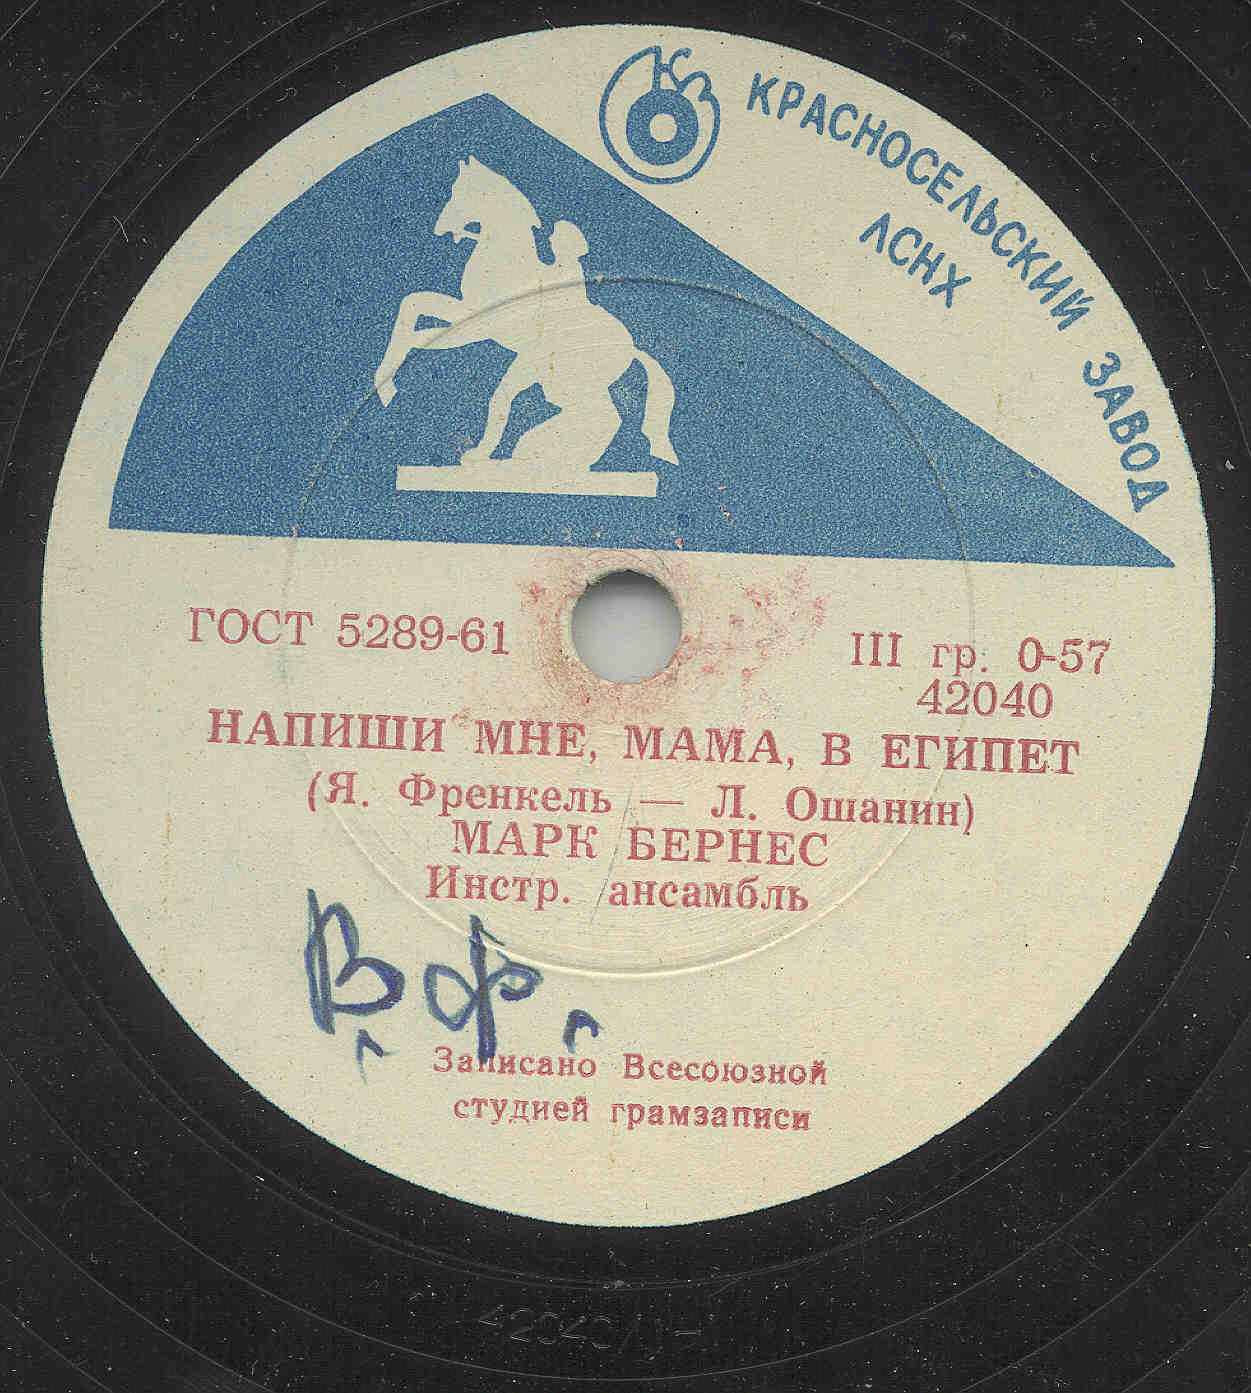 КРАСНОСЕЛЬСКИЙ ЗАВОД
ЛСНХ
ГОСТ 5289-61
III гр. 0-57
42040
НАПИШИ МНЕ, МАМА, В ЕГИПЕТ
(Я. Френкель — Л. Ошанин)
МАРК БЕРНЕС
Инстр. ансамбль
Записано Всесоюзной
студией грамзаписи